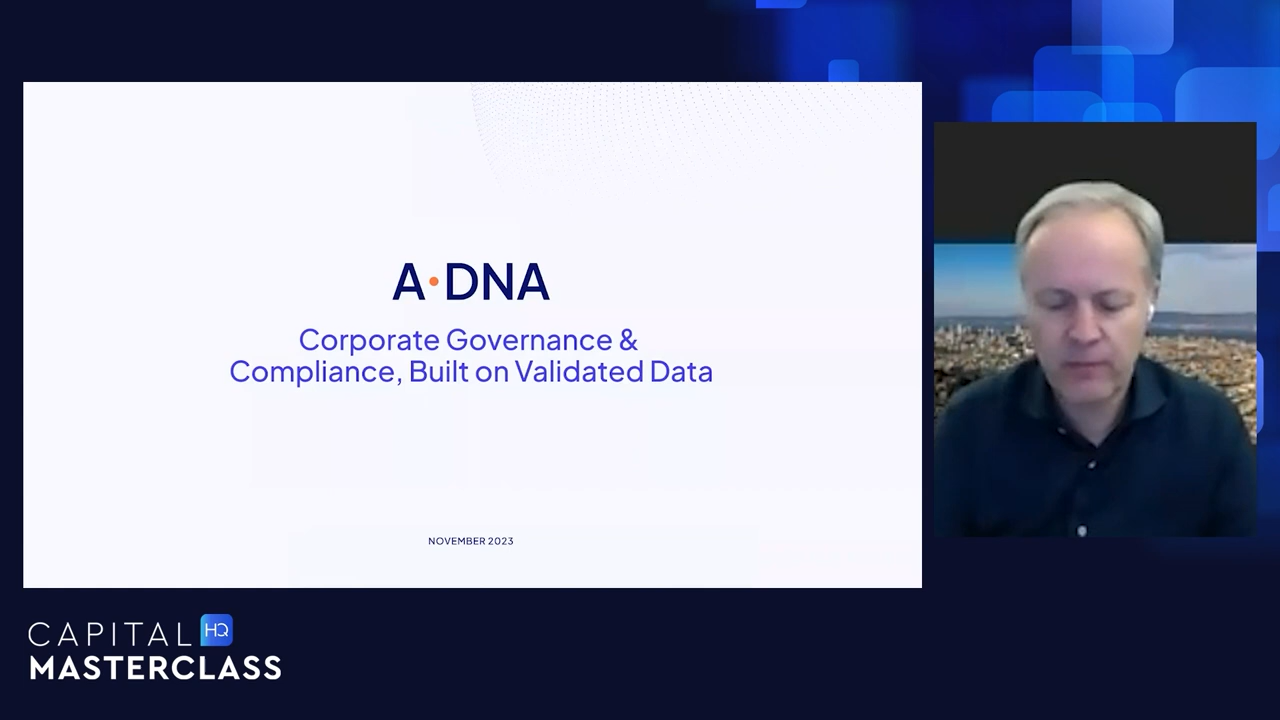 A·DNA
Corporate Governance &
Compliance, Built on Validated Data
NOVEMBER 2023
CAPITAL HQ
MASTERCLASS